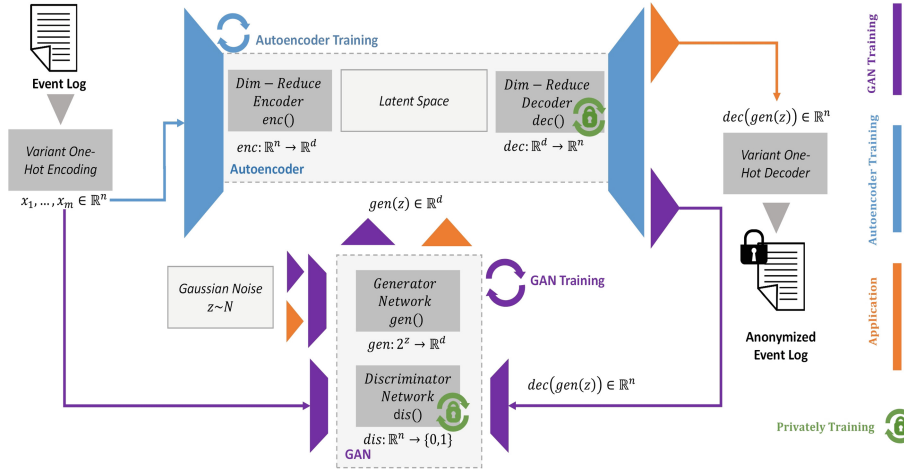 Event Log
Variant One-
Hot Encoding
x₁, …, xₘ ∈ ℝⁿ
Autoencoder Training
Dim − Reduce
Encoder
enc()
enc: ℝⁿ → ℝᵈ
Latent Space
Dim − Reduce
Decoder
dec()
dec: ℝᵈ → ℝⁿ
Autoencoder
gen(z) ∈ ℝᵈ
Gaussian Noise
z~N
Generator
Network
gen()
gen: 2ᶻ → ℝᵈ
GAN Training
Discriminator
Network
dis()
dis: ℝⁿ → {0,1}
GAN
dec(gen(z)) ∈ ℝⁿ
dec(gen(z)) ∈ ℝⁿ
Variant One-
Hot Decoder
Anonymized
Event Log
GAN Training
Autoencoder Training
Application
Privately Training